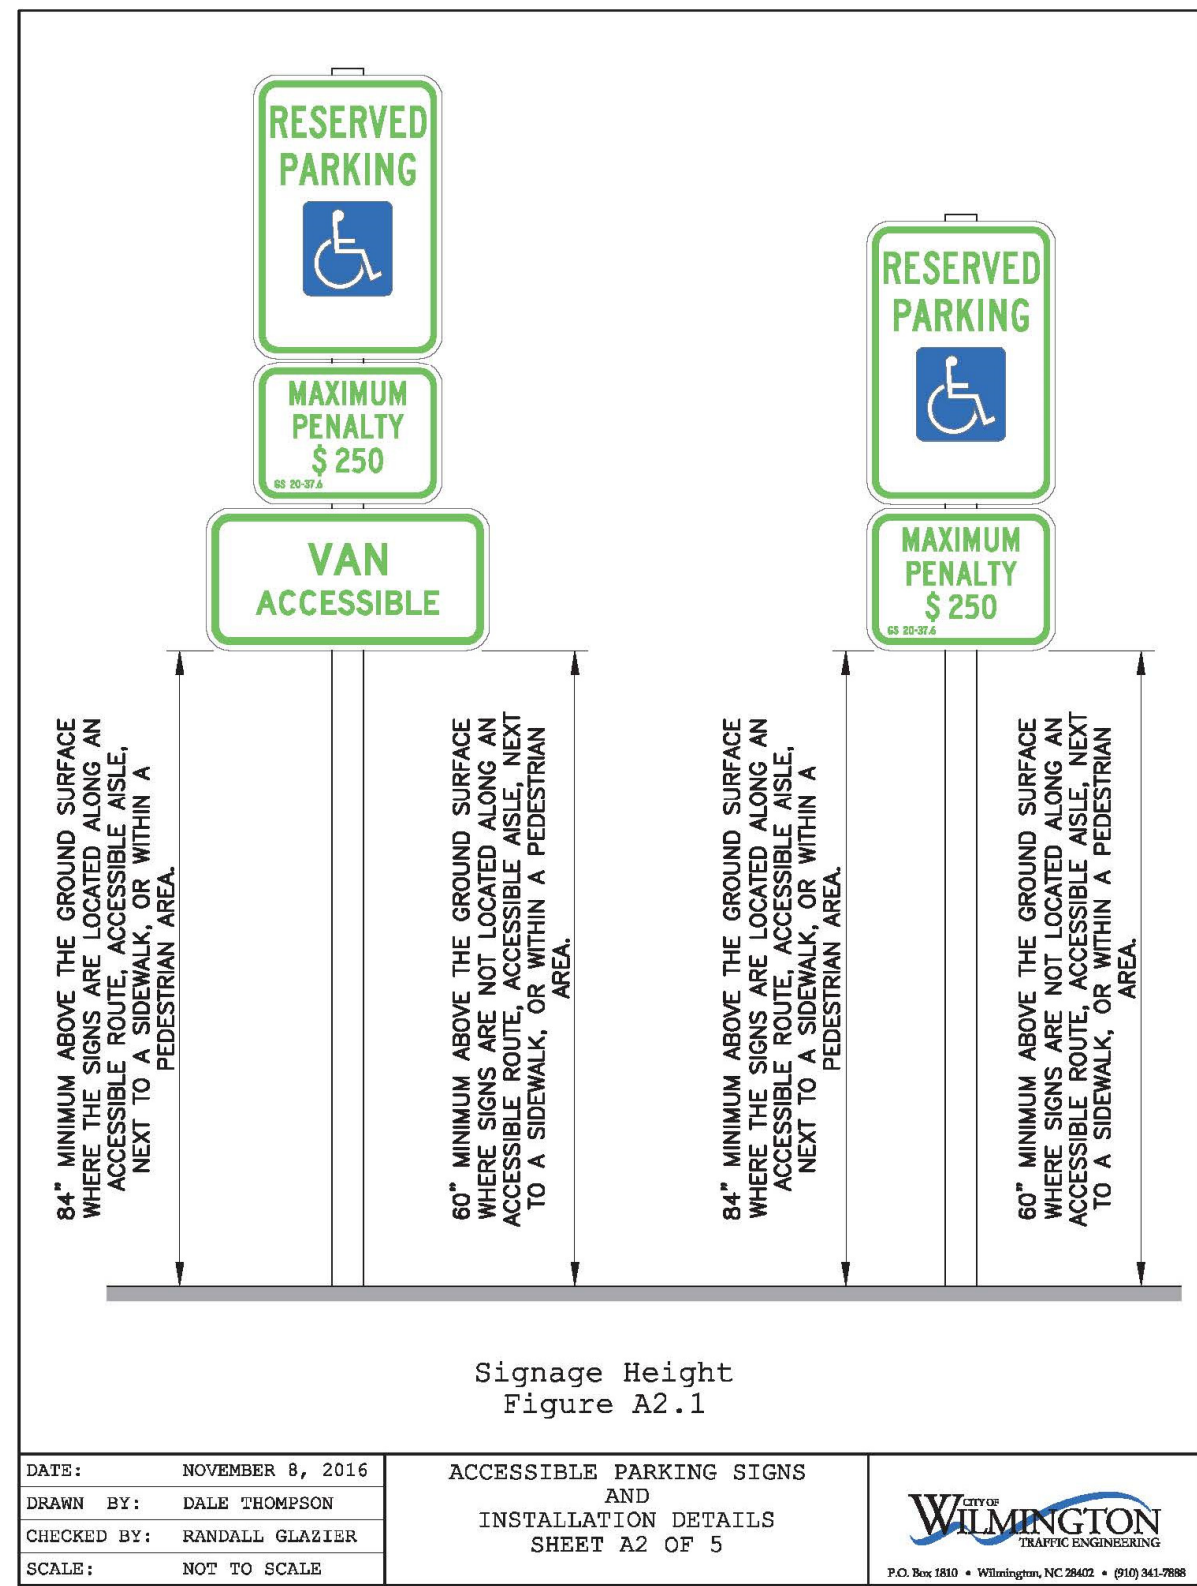 RESERVED
PARKING
MAXIMUM
PENALTY
$ 250
GS 20-37.6
VAN
ACCESSIBLE
RESERVED
PARKING
MAXIMUM
PENALTY
$ 250
GS 20-37.6
84" MINIMUM ABOVE THE GROUND SURFACE
WHERE THE SIGNS ARE LOCATED ALONG AN
ACCESSIBLE ROUTE, ACCESSIBLE AISLE,
NEXT TO A SIDEWALK, OR WITHIN A
PEDESTRIAN AREA.
60" MINIMUM ABOVE THE GROUND SURFACE
WHERE SIGNS ARE NOT LOCATED ALONG AN
ACCESSIBLE ROUTE, ACCESSIBLE AISLE, NEXT
TO A SIDEWALK, OR WITHIN A PEDESTRIAN
AREA.
84" MINIMUM ABOVE THE GROUND SURFACE
WHERE THE SIGNS ARE LOCATED ALONG AN
ACCESSIBLE ROUTE, ACCESSIBLE AISLE,
NEXT TO A SIDEWALK, OR WITHIN A
PEDESTRIAN AREA.
60" MINIMUM ABOVE THE GROUND SURFACE
WHERE SIGNS ARE NOT LOCATED ALONG AN
ACCESSIBLE ROUTE, ACCESSIBLE AISLE, NEXT
TO A SIDEWALK, OR WITHIN A PEDESTRIAN
AREA.
Signage Height
Figure A2.1
DATE: NOVEMBER 8, 2016
DRAWN BY: DALE THOMPSON
CHECKED BY: RANDALL GLAZIER
SCALE: NOT TO SCALE
ACCESSIBLE PARKING SIGNS
AND
INSTALLATION DETAILS
SHEET A2 OF 5
CITY OF
WILMINGTON
TRAFFIC ENGINEERING
P.O. Box 1810 • Wilmington, NC 28402 • (910) 341-7888